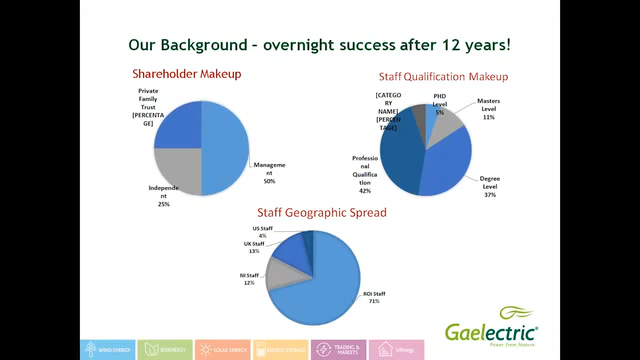 Our Background – overnight success after 12 years!
Shareholder Makeup
Private
Family
Trust
[PERCENTA
GE]
Manageme
nt
50%
Independe
nt
25%
Staff Qualification Makeup
[CATEGO
RY
NAME]
[PERCEN
TAGE]
PHD
Level
5%
Masters
Level
11%
Degree
Level
37%
Professio
nal
Qualifica
tion
42%
Staff Geographic Spread
US Staff
4%
UK Staff
13%
NI Staff
12%
ROI Staff
71%
Gaelectric
Power from Nature
WIND ENERGY
BIOENERGY
SOLAR ENERGY
ENERGY STORAGE
TRADING &
MARKETS